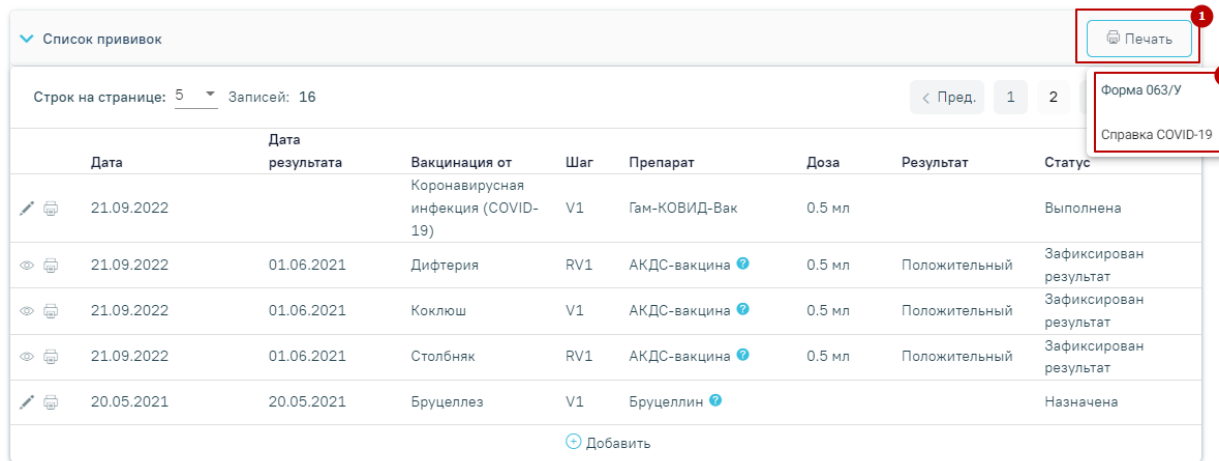 1
Список прививок
Печать
Строк на странице: 5 Записей: 16
Пред. 1 2
Форма 063/У
Справка COVID-19
Дата Дата результата Вакцинация от Шаг Препарат Доза Результат Статус
21.09.2022 Коронавирусная инфекция (COVID-19) V1 Гам-КОВИД-Вак 0.5 мл Выполнена
21.09.2022 01.06.2021 Дифтерия RV1 АКДС-вакцина ? 0.5 мл Положительный Зафиксирован результат
21.09.2022 01.06.2021 Коклюш V1 АКДС-вакцина ? 0.5 мл Положительный Зафиксирован результат
21.09.2022 01.06.2021 Столбняк RV1 АКДС-вакцина ? 0.5 мл Положительный Зафиксирован результат
20.05.2021 20.05.2021 Бруцеллез V1 Бруцеллин ? Назначена
Добавить